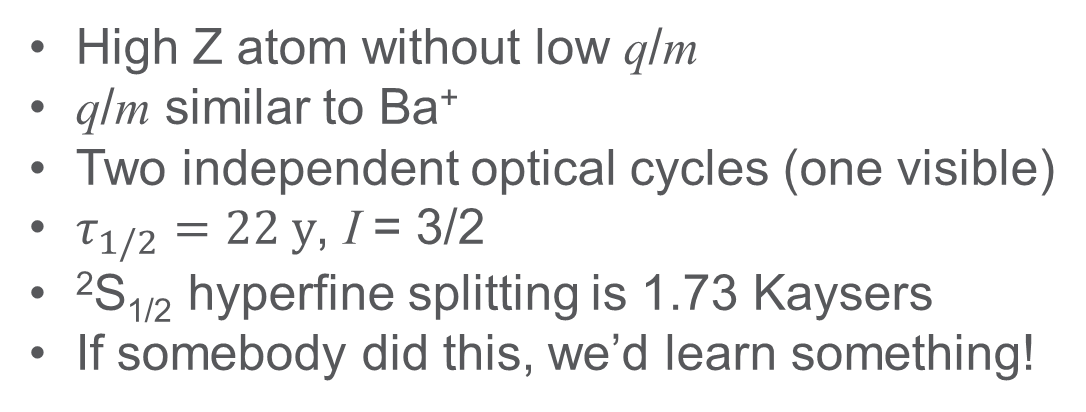 • High Z atom without low q/m
• q/m similar to Ba⁺
• Two independent optical cycles (one visible)
• τ₁/₂ = 22 y, I = 3/2
• ²S₁/₂ hyperfine splitting is 1.73 Kaysers
• If somebody did this, we’d learn something!